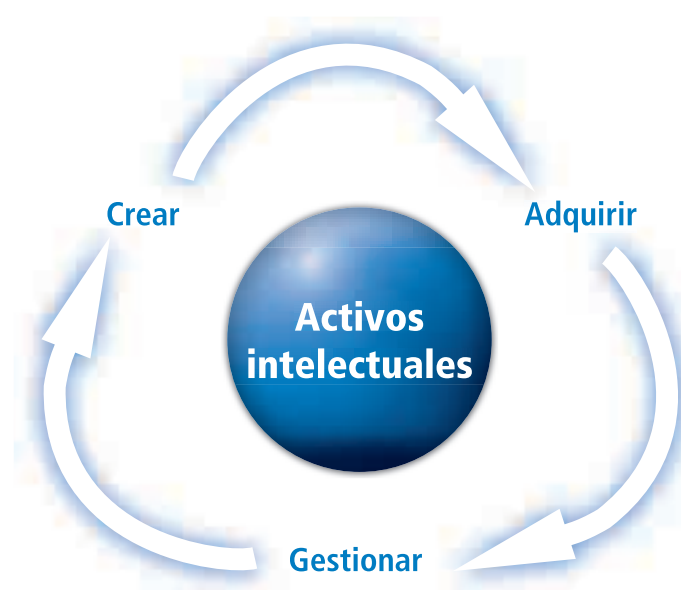 Crear
Adquirir
Activos
intelectuales
Gestionar